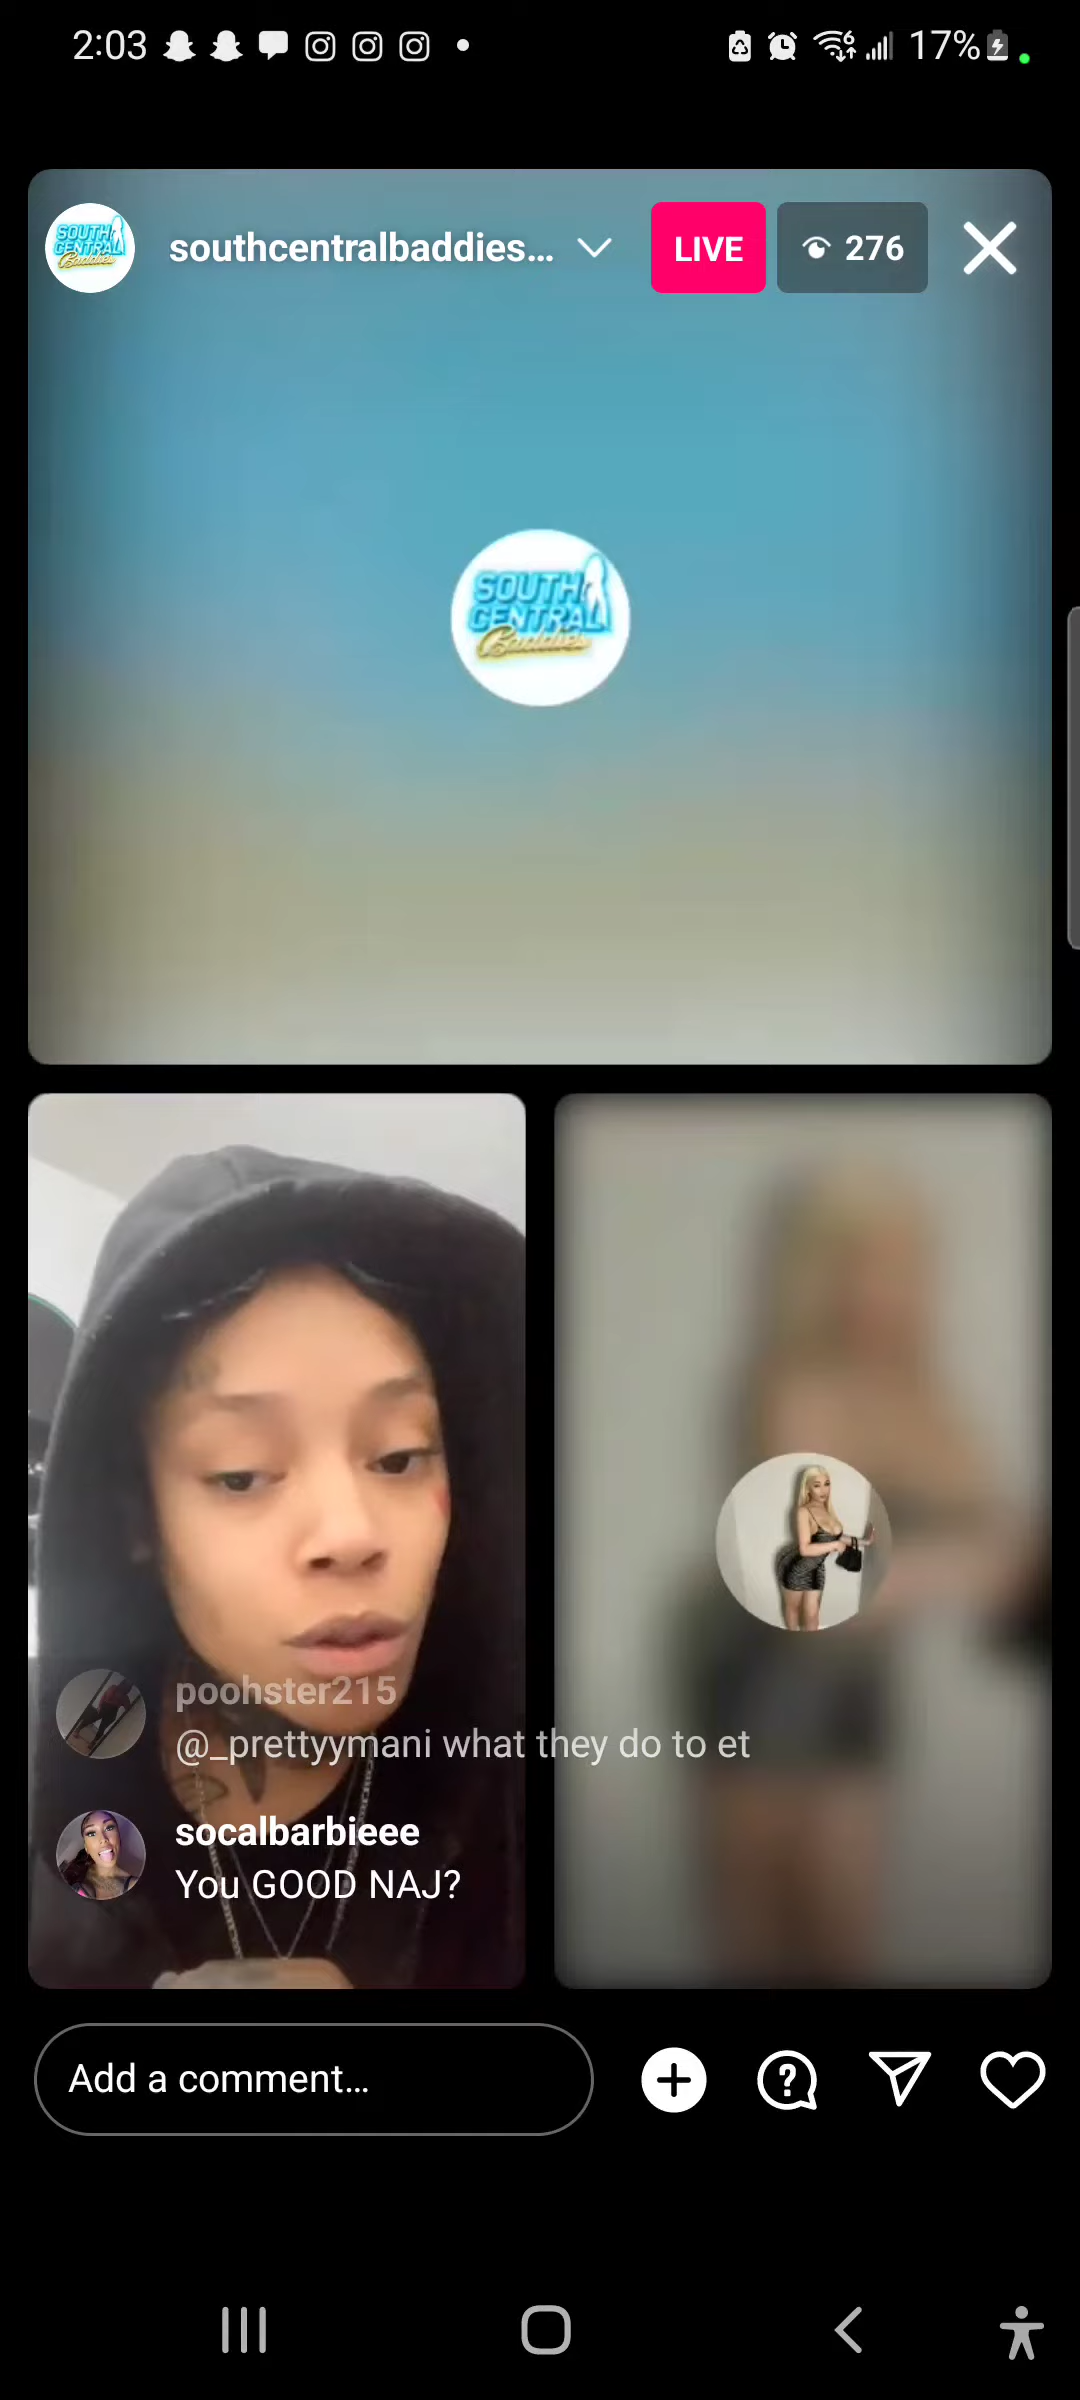 2:03
17%
SOUTH
CENTRAL
Baddies
southcentralbaddies...
LIVE
276
SOUTH
CENTRAL
Baddies
poohster215
@_prettyymani what they do to et
socalbarbieee
You GOOD NAJ?
Add a comment...